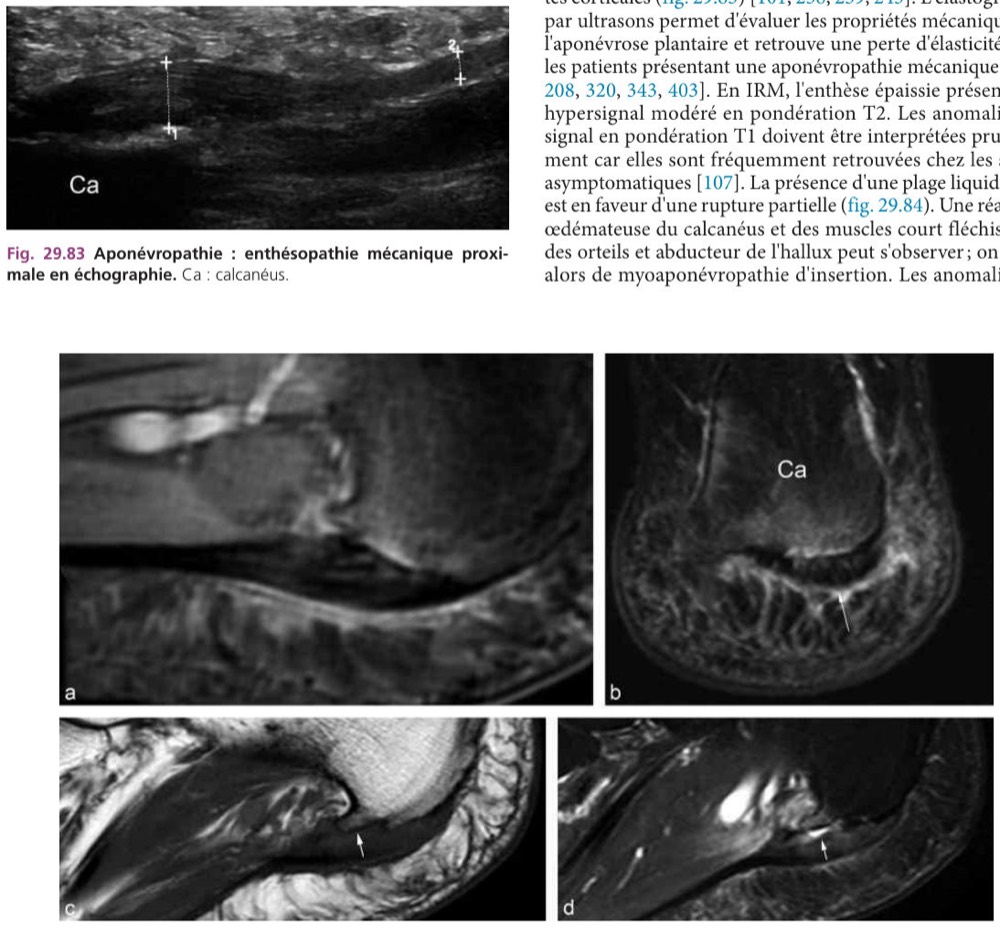 2
1
Ca
Fig. 29.83 Aponévropathie : enthésopathie mécanique proxi-
male en échographie. Ca : calcanéus.
par ultrasons permet d'évaluer les propriétés mécaniqu
l'aponévrose plantaire et retrouve une perte d'élasticité
les patients présentant une aponévropathie mécanique
208, 320, 343, 403]. En IRM, l'enthèse épaissie présen
hypersignal modéré en pondération T2. Les anomali
signal en pondération T1 doivent être interprétées pru
ment car elles sont fréquemment retrouvées chez les
asymptomatiques [107]. La présence d'une plage liquid
est en faveur d'une rupture partielle (fig. 29.84). Une réa
œdémateuse du calcanéus et des muscles court fléchis
des orteils et abducteur de l'hallux peut s'observer ; on
alors de myoaponévropathie d'insertion. Les anomali
a
Ca
b
c
d